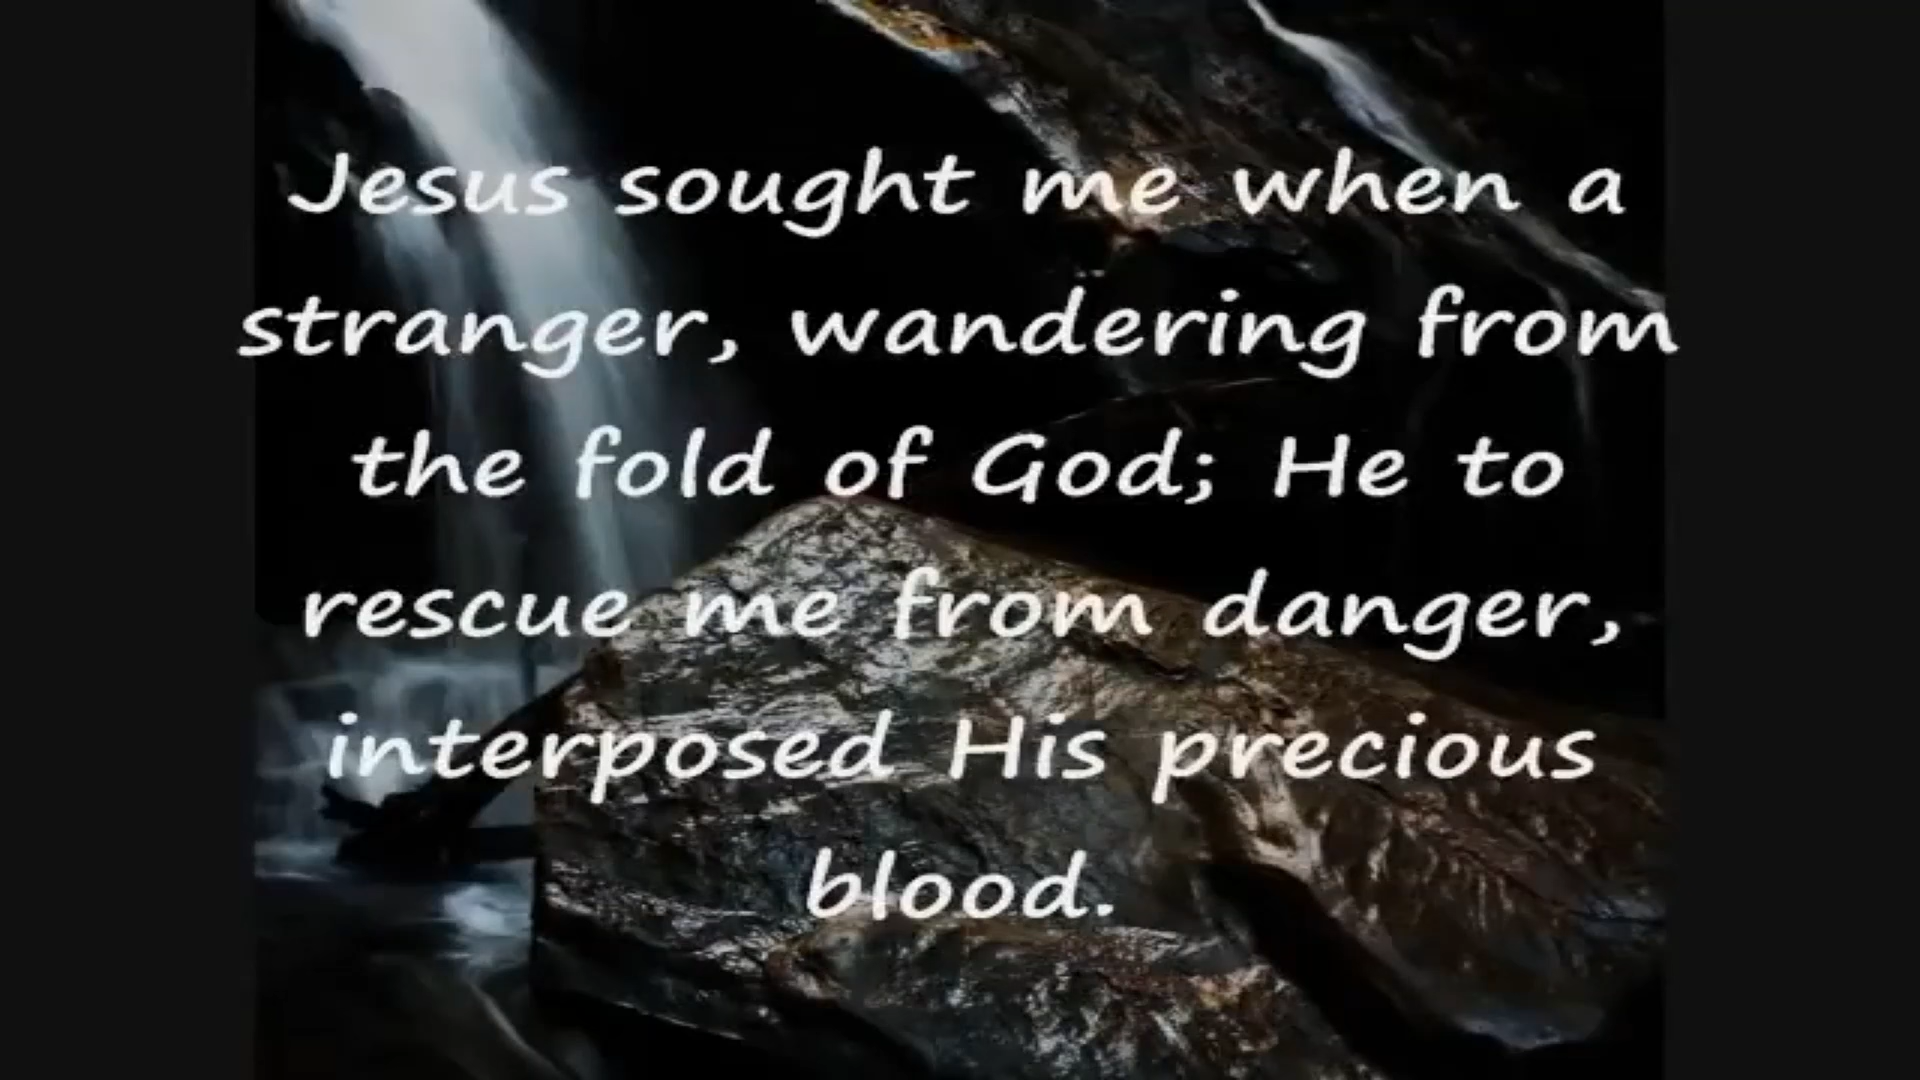 Jesus sought me when a
stranger, wandering from
the fold of God; He to
rescue me from danger,
interposed His precious
blood.